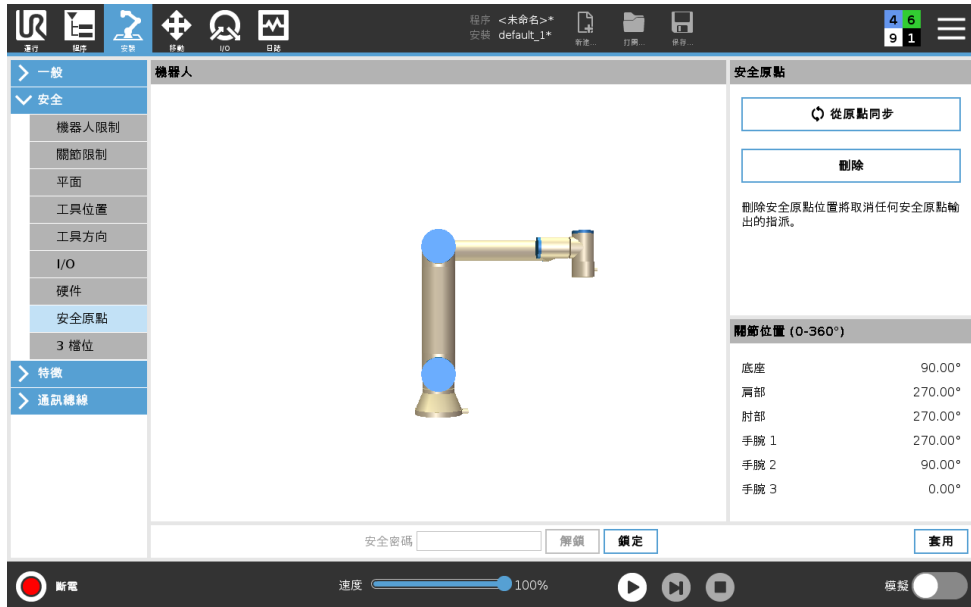 UR
運行
程序
安裝
移動
I/O
日誌
程序 <未命名>*
安裝 default_1*
新建...
打開...
保存...
4 6
9 1
一般
安全
機器人限制
關節限制
平面
工具位置
工具方向
I/O
硬件
安全原點
3 檔位
特徵
通訊總線
機器人
安全原點
從原點同步
刪除
刪除安全原點位置將取消任何安全原點輸
出的指派。
關節位置 (0-360°)
底座 90.00°
肩部 270.00°
肘部 270.00°
手腕 1 270.00°
手腕 2 90.00°
手腕 3 0.00°
安全密碼
解鎖
鎖定
套用
斷電
速度 100%
模擬